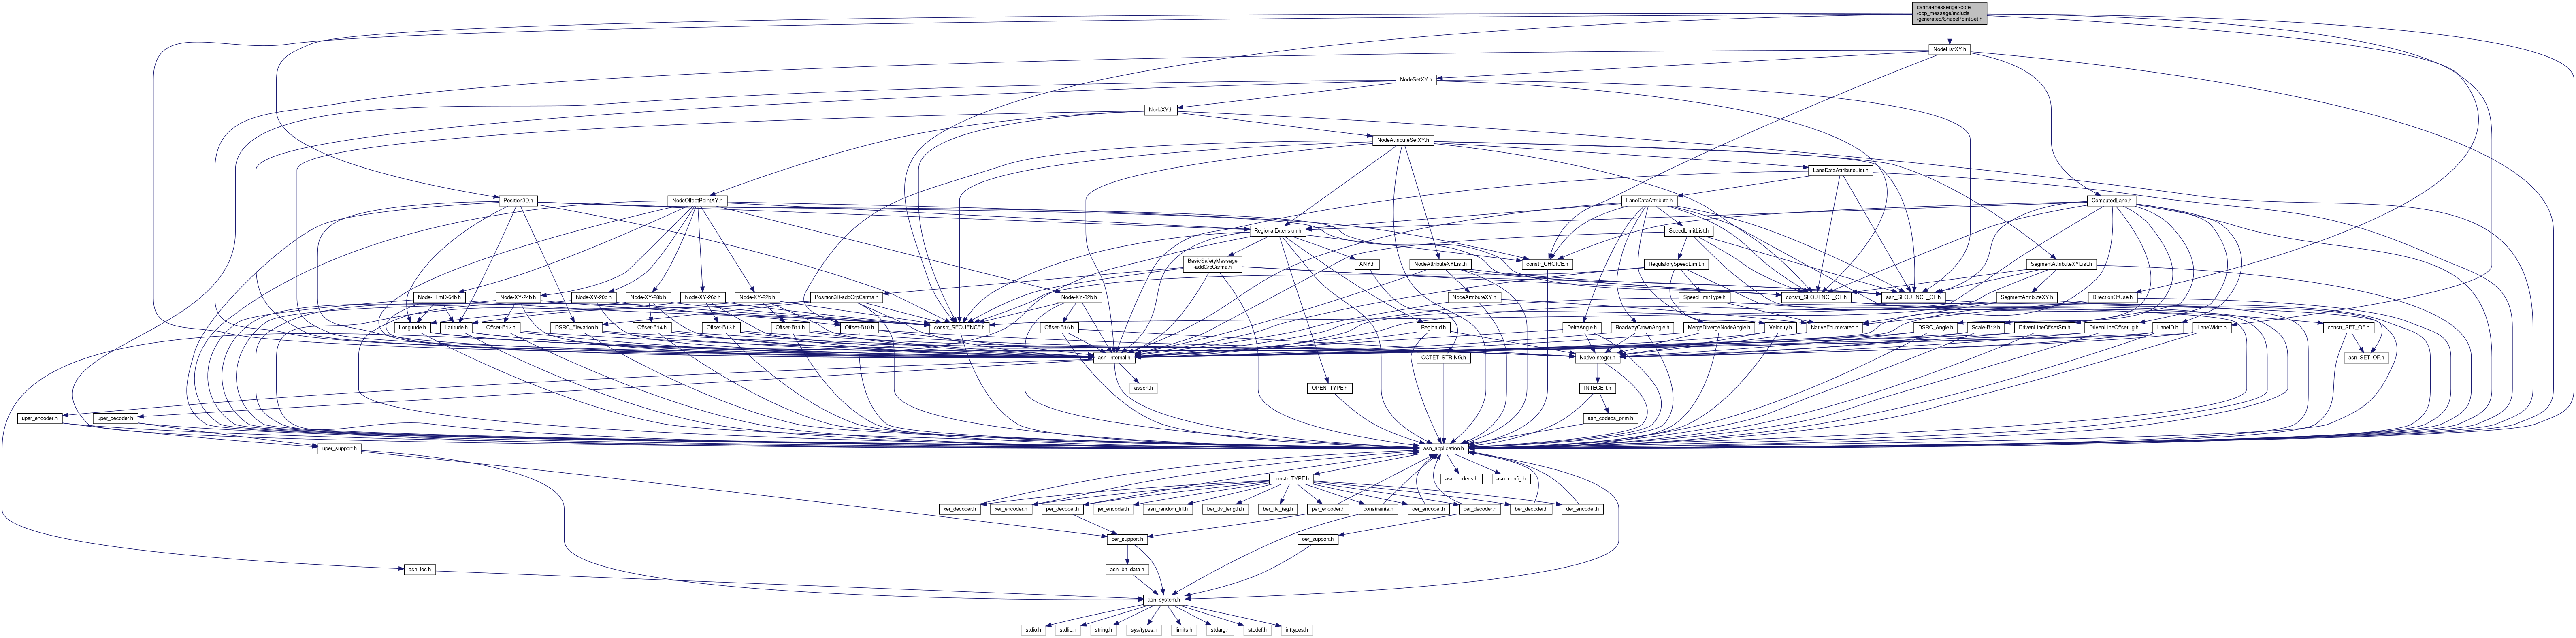 carma-messenger-core
/cpp_message/include
/generated/ShapePointSet.h
NodeListXY.h
NodeSetXY.h
NodeXY.h
NodeAttributeSetXY.h
LaneDataAttributeList.h
Position3D.h
NodeOffsetPointXY.h
LaneDataAttribute.h
ComputedLane.h
RegionalExtension.h
SpeedLimitList.h
BasicSafetyMessage
-addGrpCarma.h
ANY.h
NodeAttributeXYList.h
constr_CHOICE.h
RegulatorySpeedLimit.h
SegmentAttributeXYList.h
Node-LLmD-64b.h
Node-XY-24b.h
Node-XY-20b.h
Node-XY-28b.h
Node-XY-26b.h
Node-XY-22b.h
Position3D-addGrpCarma.h
Node-XY-32b.h
NodeAttributeXY.h
SpeedLimitType.h
constr_SEQUENCE_OF.h
asn_SEQUENCE_OF.h
SegmentAttributeXY.h
DirectionOfUse.h
Longitude.h
Latitude.h
Offset-B12.h
DSRC_Elevation.h
Offset-B14.h
Offset-B13.h
Offset-B11.h
Offset-B10.h
constr_SEQUENCE.h
Offset-B16.h
RegionId.h
DeltaAngle.h
RoadwayCrownAngle.h
MergeDivergeNodeAngle.h
Velocity.h
NativeEnumerated.h
DSRC_Angle.h
Scale-B12.h
DrivenLineOffsetSm.h
DrivenLineOffsetLg.h
LaneID.h
LaneWidth.h
constr_SET_OF.h
asn_internal.h
OCTET_STRING.h
NativeInteger.h
asn_SET_OF.h
assert.h
OPEN_TYPE.h
INTEGER.h
uper_encoder.h
uper_decoder.h
asn_codecs_prim.h
uper_support.h
asn_application.h
constr_TYPE.h
asn_codecs.h
asn_config.h
xer_decoder.h
xer_encoder.h
per_decoder.h
jer_encoder.h
asn_random_fill.h
ber_tlv_length.h
ber_tlv_tag.h
per_encoder.h
constraints.h
oer_encoder.h
oer_decoder.h
ber_decoder.h
der_encoder.h
per_support.h
oer_support.h
asn_ioc.h
asn_bit_data.h
asn_system.h
stdio.h
stdlib.h
string.h
sys/types.h
limits.h
stdarg.h
stddef.h
inttypes.h